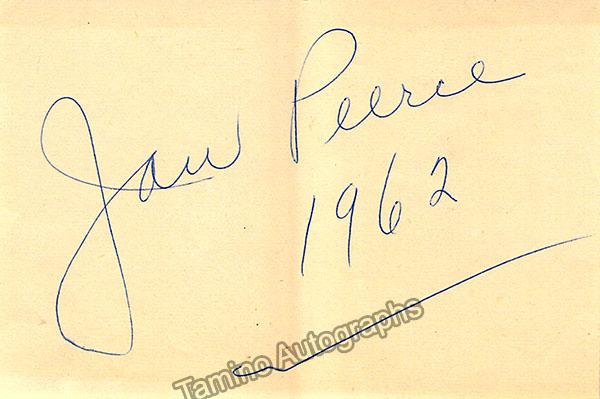 Jan Peerce
1962
Tamino Autographs